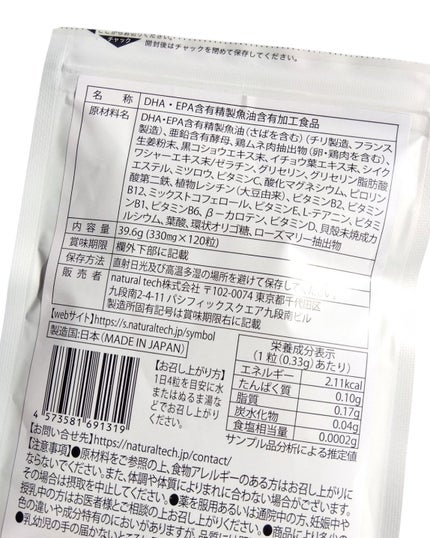 チャック
開封後はチャックを閉めて保存してください。
名 称 DHA・EPA含有精製魚油含有加工食品
原材料名 DHA・EPA含有精製魚油(さばを含む)(チリ製造、フランス
製造)、亜鉛含有酵母、鶏ムネ肉抽出物(卵・鶏肉を含む)、
生姜粉末、黒コショウエキス末、イチョウ葉エキス末、シイク
ワシャーエキス末/ゼラチン、グリセリン、グリセリン脂肪酸
エステル、ミツロウ、ビタミンC、酸化マグネシウム、ピロリン
酸第二鉄、植物レシチン(大豆由来)、ビタミンB2、ビタミン
B12、ミックストコフェロール、ビタミンE、L-テアニン、ビタミン
B1、ビタミンB6、β-カロテン、ビタミンD、貝殻未焼成カ
ルシウム、葉酸、環状オリゴ糖、ローズマリー抽出物
内容量 39.6g (330mg×120粒)
賞味期限 欄外下部に記載
保存方法 直射日光及び高温多湿の場所を避けて保存してください。
販売者 natural tech株式会社 〒102-0074 東京都千代田区
九段南2-4-11 パシフィックスクエア九段南ビル
製造所固有記号は賞味期限右に記載
【webサイト】https://s.naturaltech.jp/symbol
製造国:日本(MADE IN JAPAN)
4 573581 691319
【お召し上がり方】
1日4粒を目安に水
またはぬるま湯な
どでお召し上がり
ください。
栄養成分表示
(1粒(0.33g)あたり)
エネルギー 2.11kcal
たんぱく質 0.10g
脂質 0.17g
炭水化物 0.04g
食塩相当量 0.0002g
サンプル品分析による推定値
【お問い合せ先】https://naturaltech.jp/contact/
【注意事項】●原材料をご参照の上、食物アレルギーのある方はお召し上がりに
ならないでください。また、体調や体質によりまれに合わない場合がございます。
その場合は摂取を中止してください。●薬を服用あるいは通院中の方、妊娠中や
授乳中の方はお医者様とご相談の上お召し上がりください。●商品により多少の
色の違いや成分特有のにおいがありますが、品質には問
●乳幼児の手の届かないところ